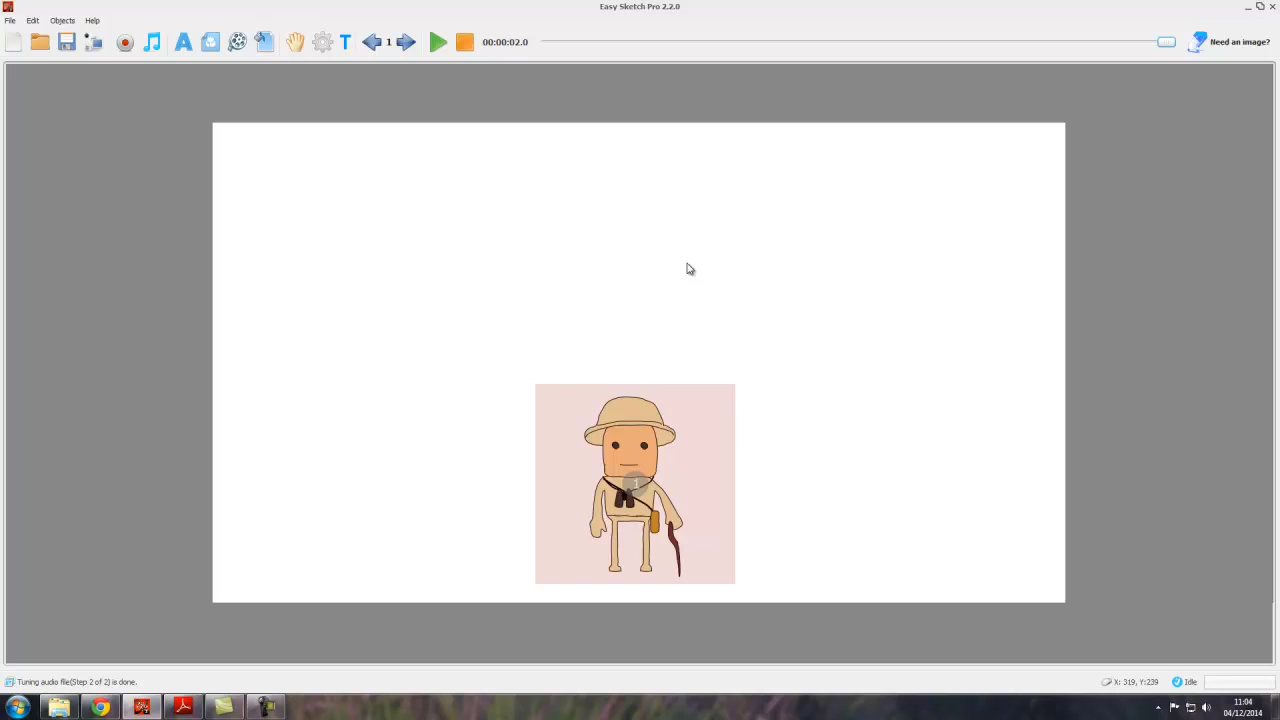 Easy Sketch Pro 2.2.0
File Edit Objects Help
A T 1 00:00:02.0 Need an image?
1
Tuning audio file(Step 2 of 2) is done. X: 319, Y:239 Idle
11:04
04/12/2014